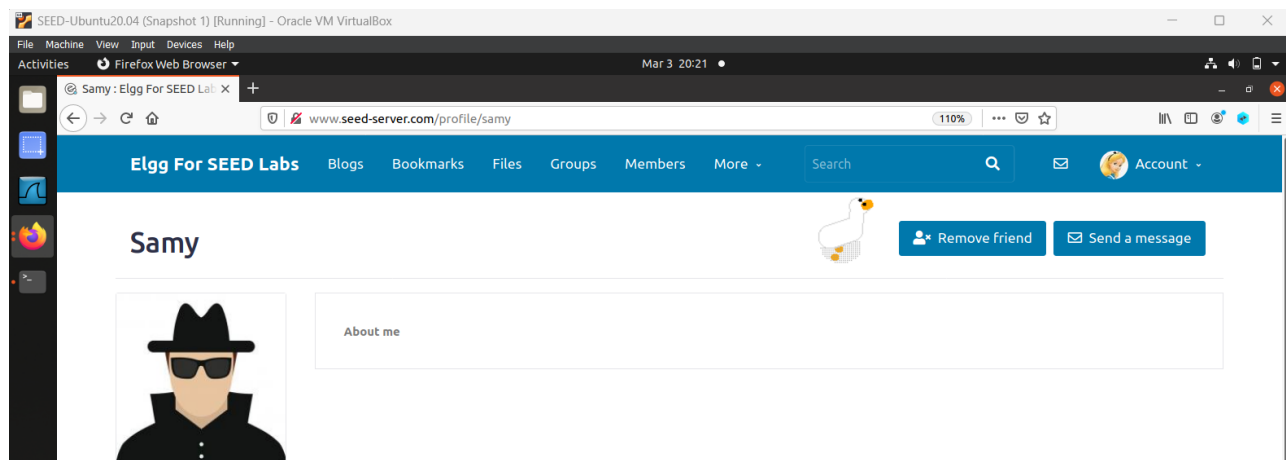 SEED-Ubuntu20.04 (Snapshot 1) [Running] - Oracle VM VirtualBox
File Machine View Input Devices Help
Activities Firefox Web Browser Mar 3 20:21
Samy : Elgg For SEED Lab
www.seed-server.com/profile/samy 110%
Elgg For SEED Labs Blogs Bookmarks Files Groups Members More Search Account
Samy Remove friend Send a message
About me